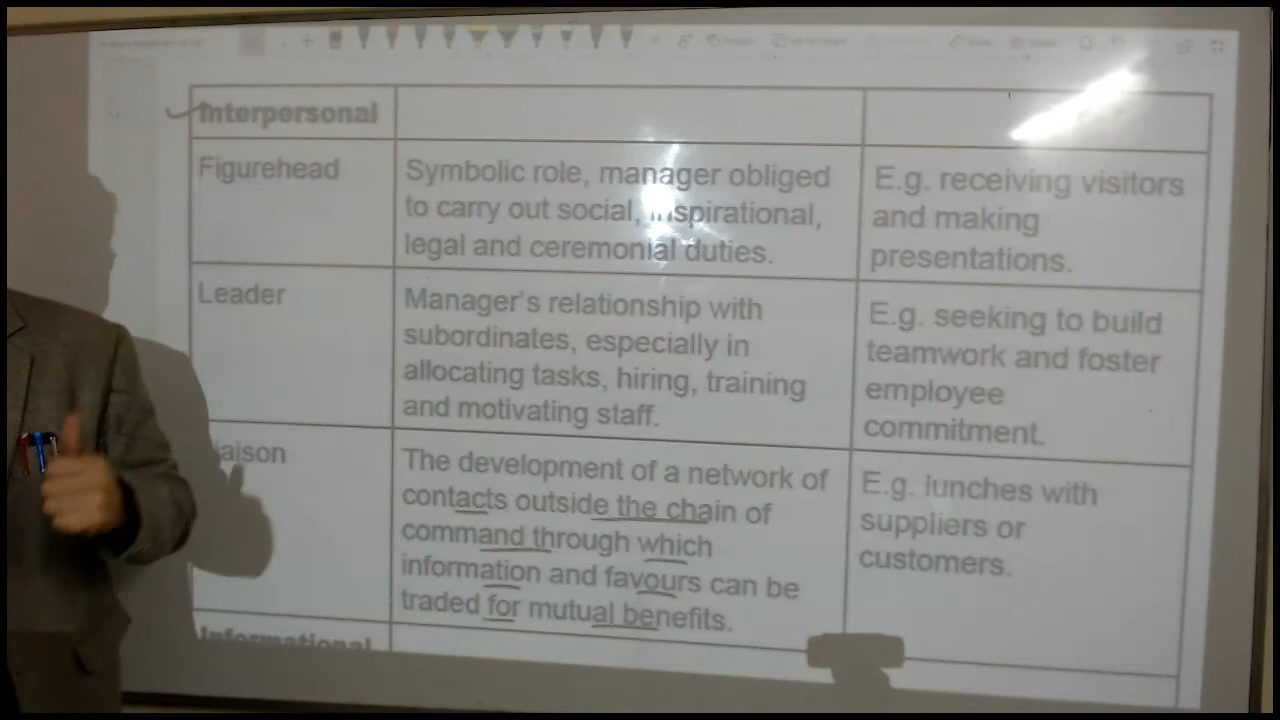 Interpersonal
Figurehead
Symbolic role, manager obliged
to carry out social, inspirational,
legal and ceremonial duties.
E.g. receiving visitors
and making
presentations.
Leader
Manager's relationship with
subordinates, especially in
allocating tasks, hiring, training
and motivating staff.
E.g. seeking to build
teamwork and foster
employee
commitment.
Liaison
The development of a network of
contacts outside the chain of
command through which
information and favours can be
traded for mutual benefits.
E.g. lunches with
suppliers or
customers.
Informational